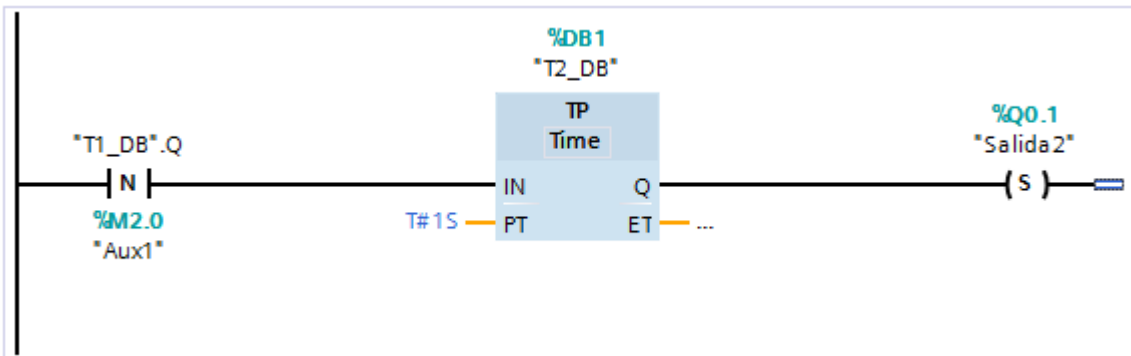 %DB1
"T2_DB"
TP
Time
%Q0.1
"Salida2"
"T1_DB".Q
N
IN
Q
S
%M2.0
"Aux1"
T#1S
PT
ET
...